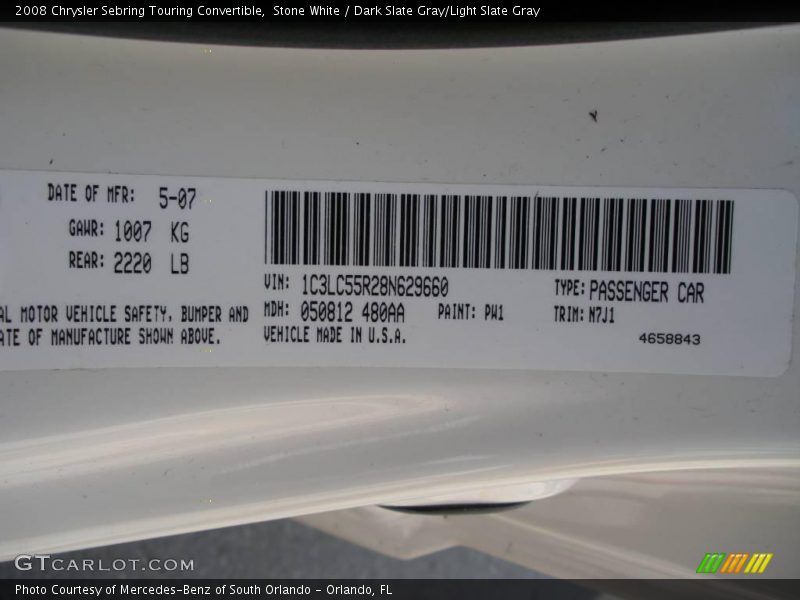 2008 Chrysler Sebring Touring Convertible, Stone White / Dark Slate Gray/Light Slate Gray
DATE OF MFR: 5-07
GAWR: 1007 KG
REAR: 2220 LB
AL MOTOR VEHICLE SAFETY, BUMPER AND
ATE OF MANUFACTURE SHOWN ABOVE.
VIN: 1C3LC55R28N629660
TYPE: PASSENGER CAR
MDH: 050812 480AA PAINT: PW1
TRIM: N7J1
VEHICLE MADE IN U.S.A.
4658843
GTCARLOT.COM
Photo Courtesy of Mercedes-Benz of South Orlando - Orlando, FL